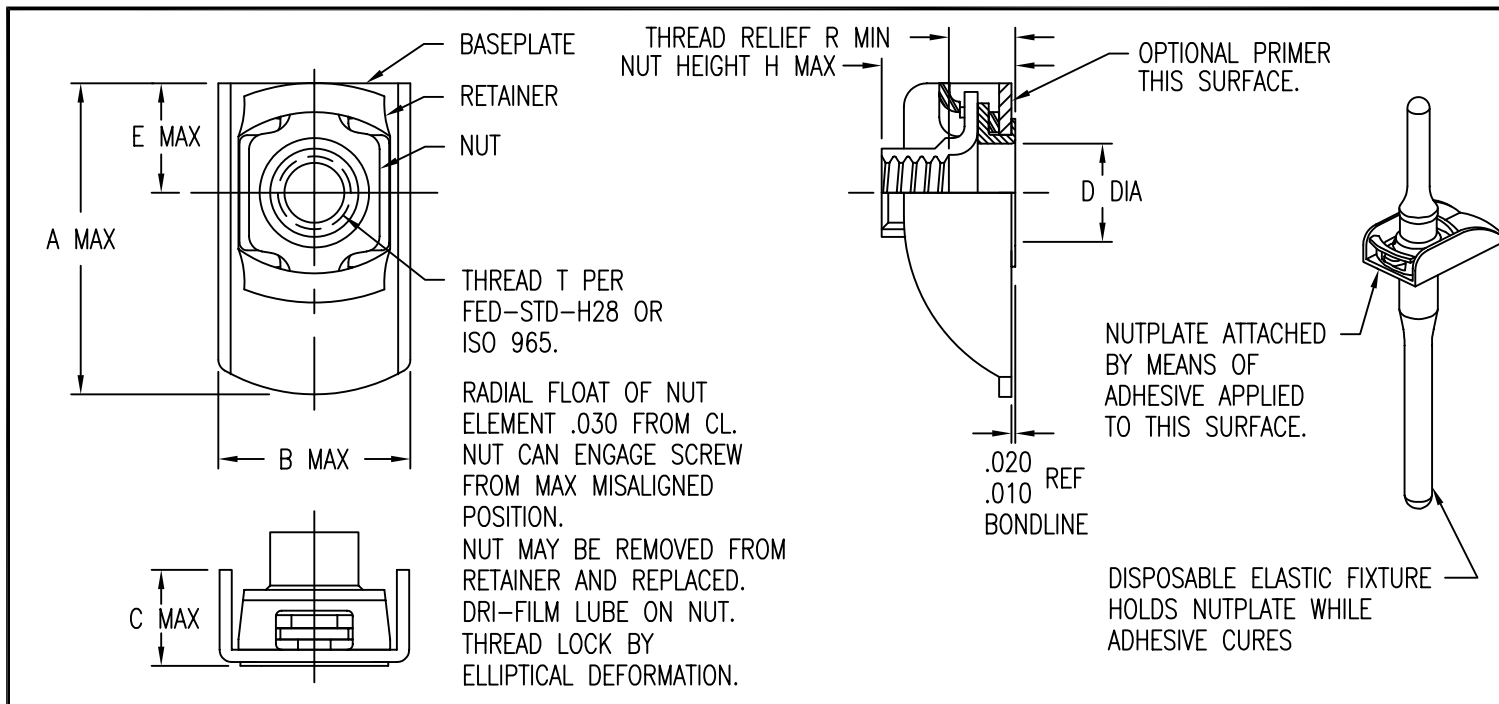 BASEPLATE
RETAINER
NUT
E MAX
A MAX
B MAX
C MAX
THREAD T PER
FED-STD-H28 OR
ISO 965.
RADIAL FLOAT OF NUT
ELEMENT .030 FROM CL.
NUT CAN ENGAGE SCREW
FROM MAX MISALIGNED
POSITION.
NUT MAY BE REMOVED FROM
RETAINER AND REPLACED.
DRI-FILM LUBE ON NUT.
THREAD LOCK BY
ELLIPTICAL DEFORMATION.
THREAD RELIEF R MIN
NUT HEIGHT H MAX
OPTIONAL PRIMER
THIS SURFACE.
D DIA
.020
.010
REF
BONDLINE
NUTPLATE ATTACHED
BY MEANS OF
ADHESIVE APPLIED
TO THIS SURFACE.
DISPOSABLE ELASTIC FIXTURE
HOLDS NUTPLATE WHILE
ADHESIVE CURES